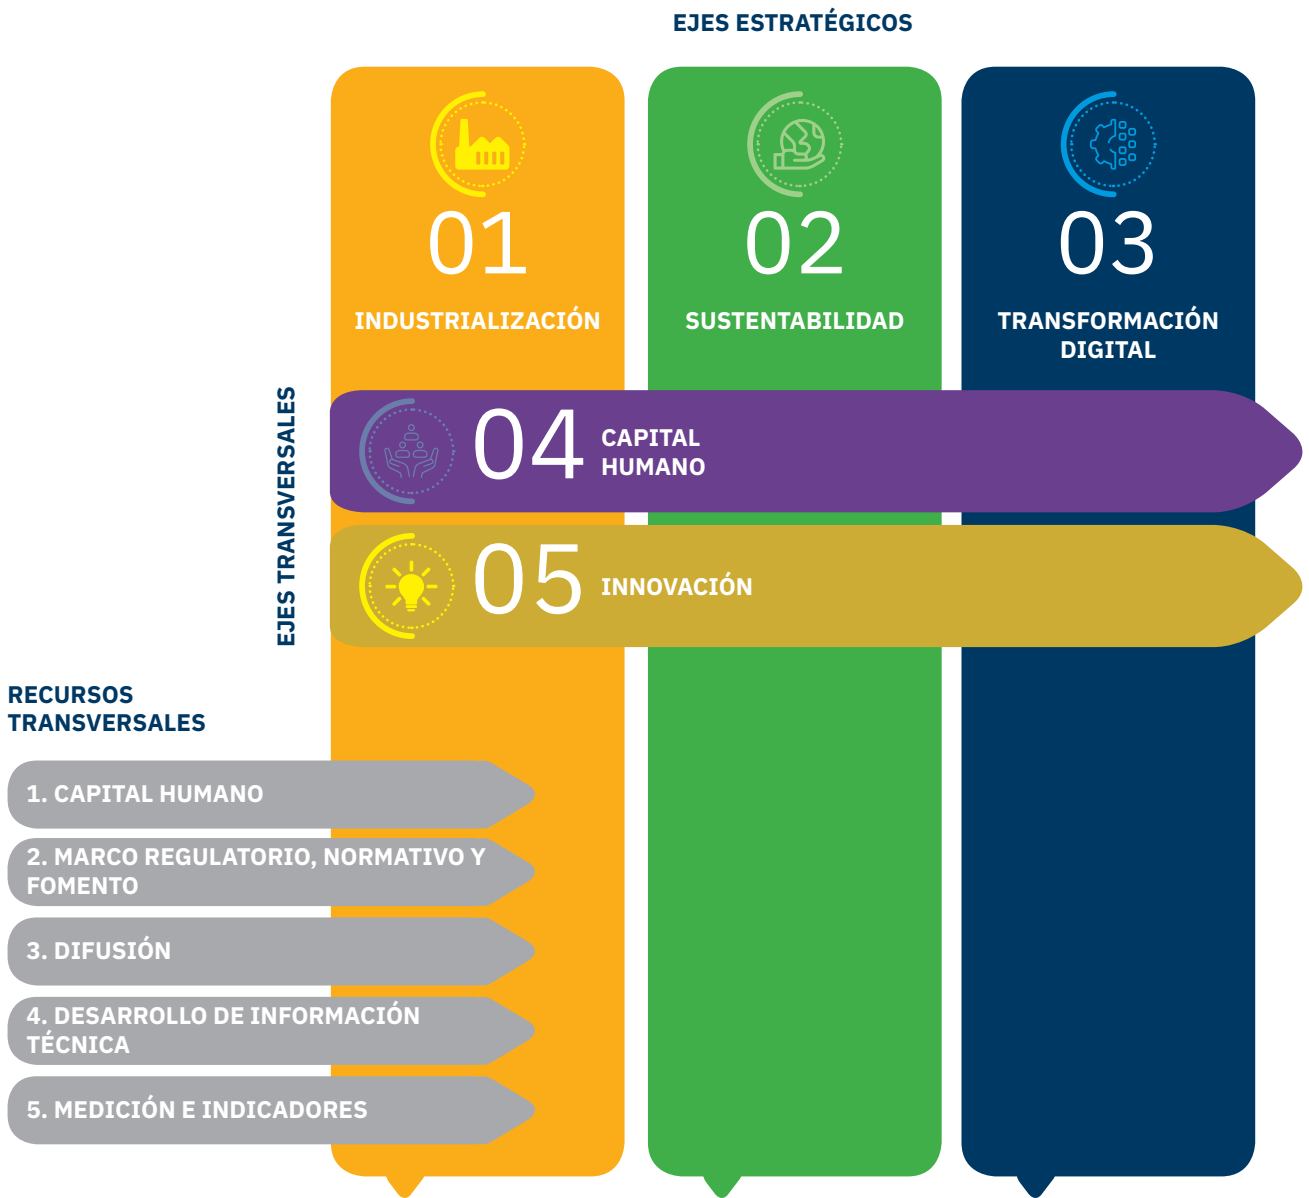 EJES ESTRATÉGICOS
01
INDUSTRIALIZACIÓN
02
SUSTENTABILIDAD
03
TRANSFORMACIÓN
DIGITAL
EJES TRANSVERSALES
04
CAPITAL
HUMANO
05
INNOVACIÓN
RECURSOS
TRANSVERSALES
1. CAPITAL HUMANO
2. MARCO REGULATORIO, NORMATIVO Y
FOMENTO
3. DIFUSIÓN
4. DESARROLLO DE INFORMACIÓN
TÉCNICA
5. MEDICIÓN E INDICADORES